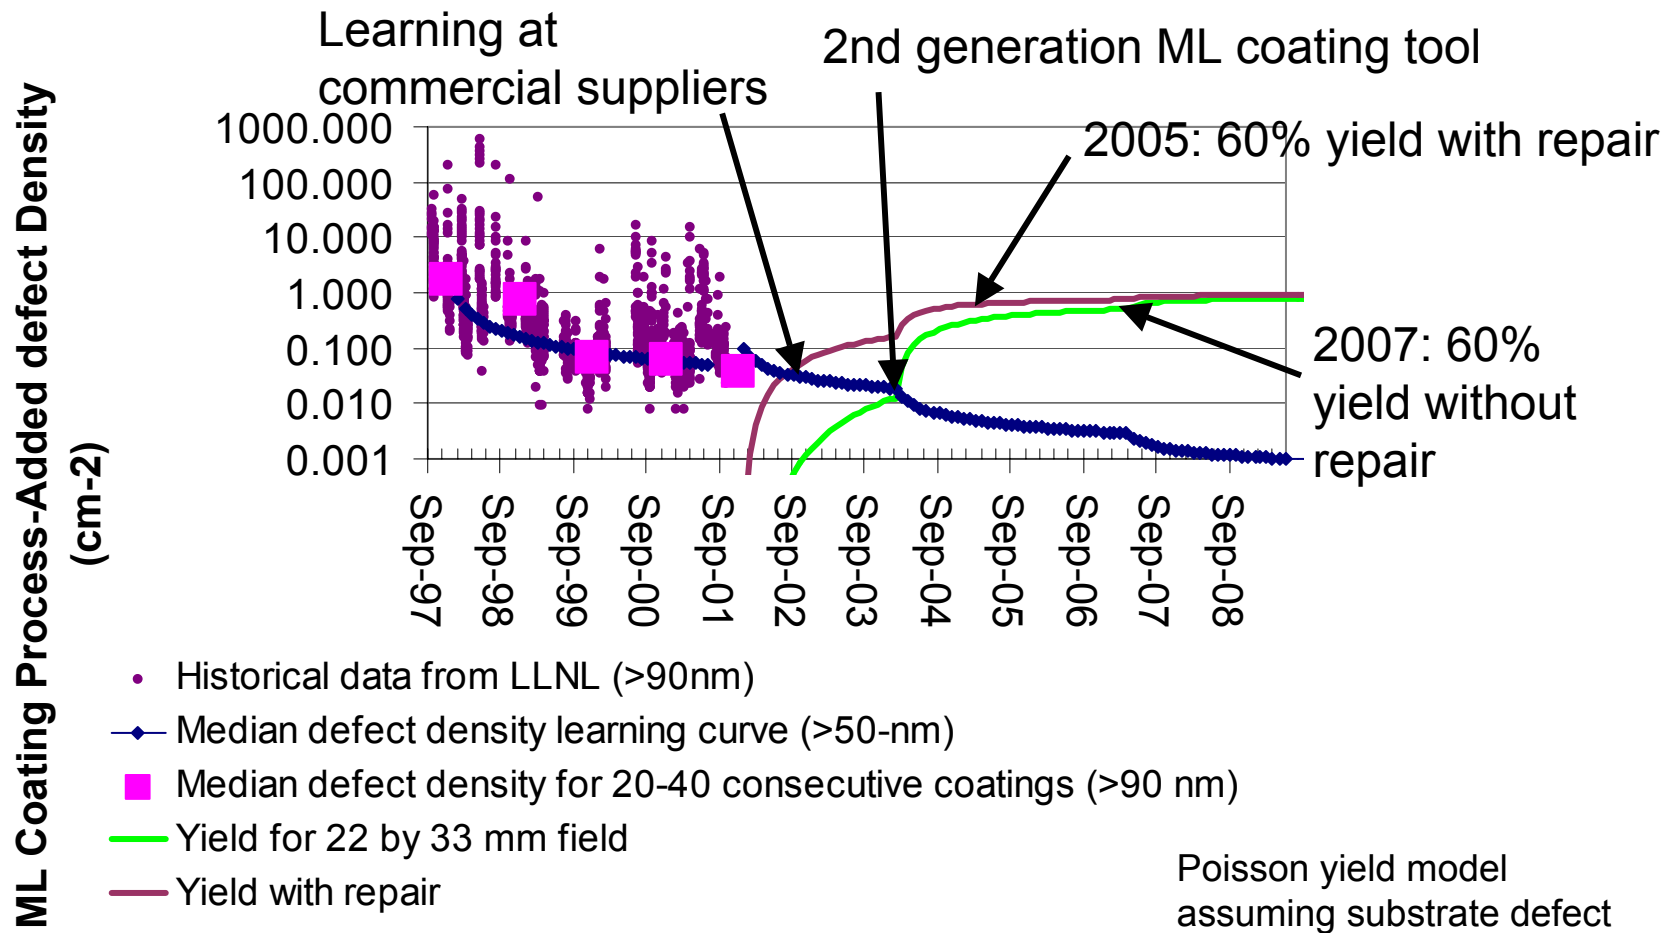 Learning at
commercial suppliers
2nd generation ML coating tool
2005: 60% yield with repair
2007: 60%
yield without
repair
ML Coating Process-Added defect Density
(cm-2)
1000.000
100.000
10.000
1.000
0.100
0.010
0.001
Sep-97
Sep-98
Sep-99
Sep-00
Sep-01
Sep-02
Sep-03
Sep-04
Sep-05
Sep-06
Sep-07
Sep-08
Historical data from LLNL (>90nm)
Median defect density learning curve (>50-nm)
Median defect density for 20-40 consecutive coatings (>90 nm)
Yield for 22 by 33 mm field
Yield with repair
Poisson yield model
assuming substrate defect